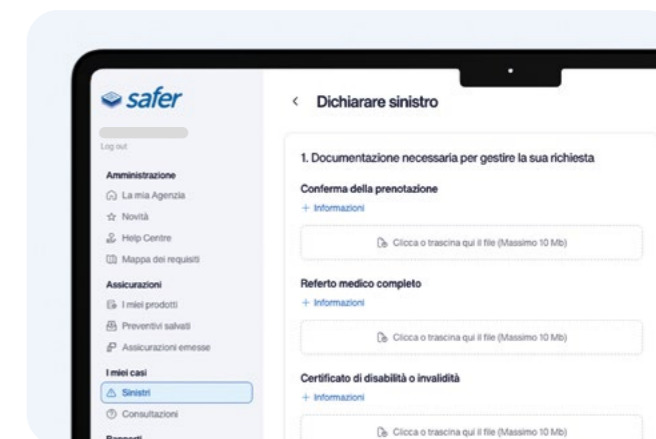 safer
Log out
Amministrazione
La mia Agenzia
Novità
Help Centre
Mappa dei requisiti
Assicurazioni
I miei prodotti
Preventivi salvati
Assicurazioni emesse
I miei casi
Sinistri
Consultazioni
Rapporti
Dichiarare sinistro
1. Documentazione necessaria per gestire la sua richiesta
Conferma della prenotazione
+ Informazioni
Clicca o trascina qui il file (Massimo 10 Mb)
Referto medico completo
+ Informazioni
Clicca o trascina qui il file (Massimo 10 Mb)
Certificato di disabilità o invalidità
+ Informazioni
Clicca o trascina qui il file (Massimo 10 Mb)